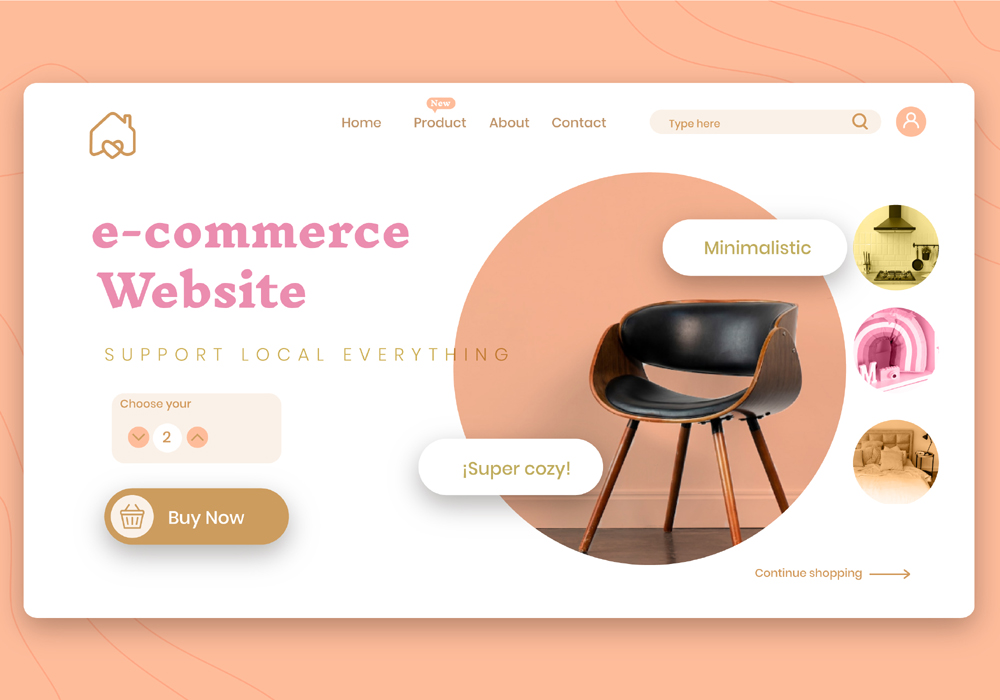 New
Home Product About Contact Type here
e-commerce
Website
Minimalistic
SUPPORT LOCAL EVERYTHING
Choose your
2
¡Super cozy!
Buy Now
M
Continue shopping